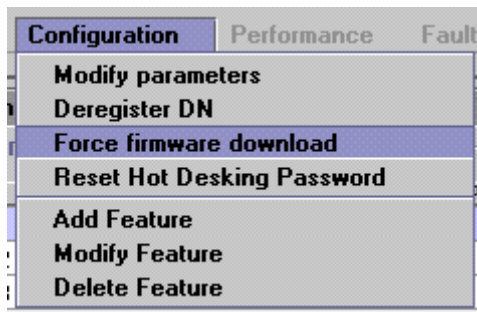 Configuration Performance Fault
Modify parameters
Deregister DN
Force firmware download
Reset Hot Desking Password
Add Feature
Modify Feature
Delete Feature